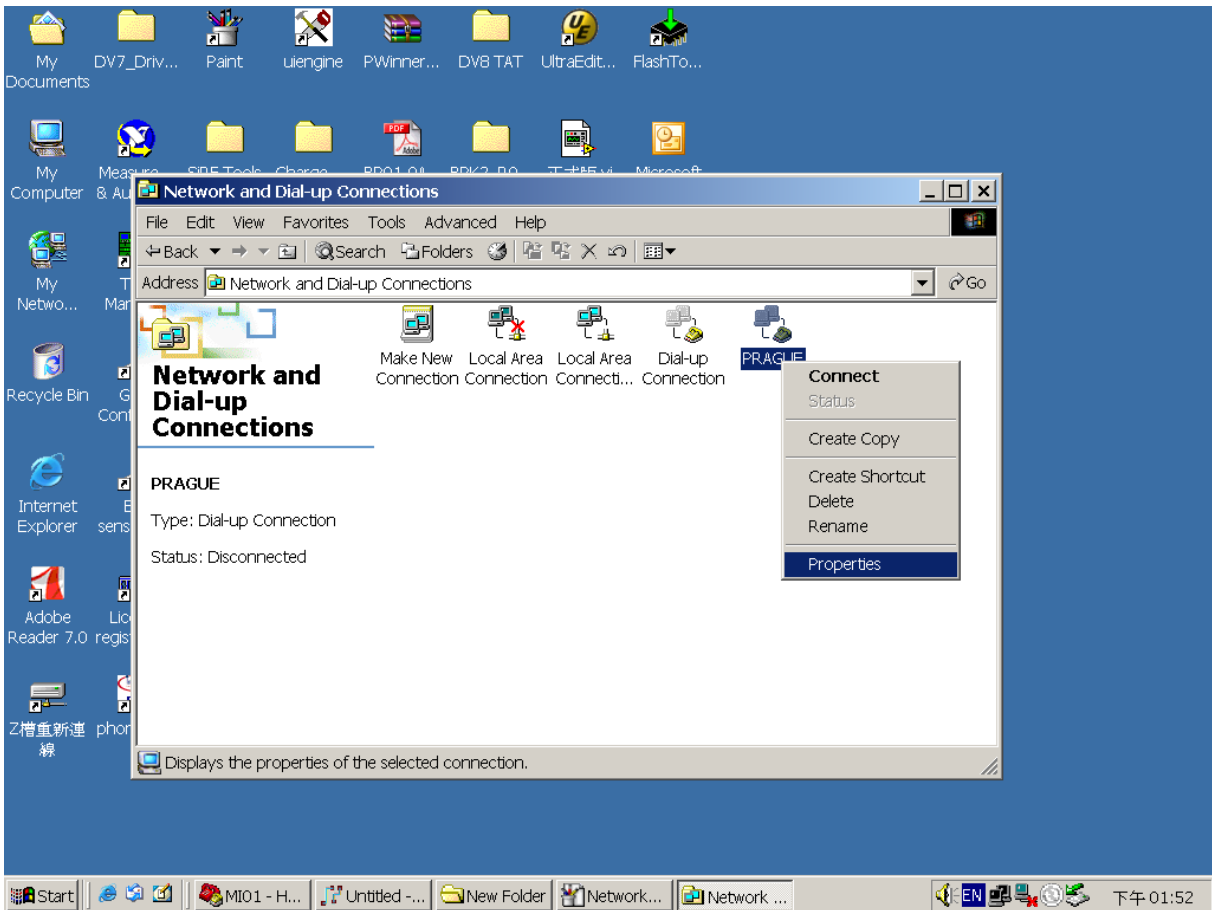 My Documents
DV7_Driv...
Paint
uiengine
PWinner...
DV8 TAT
UltraEdit...
FlashTo...
My Computer
Microsoft
My Netwo...
Recycle Bin
Internet Explorer
Adobe Reader 7.0
Z槽重新連線
Network and Dial-up Connections
File Edit View Favorites Tools Advanced Help
Back Search Folders
Address Network and Dial-up Connections Go
Make New Connection
Local Area Connection
Local Area Connecti...
Dial-up Connection
PRAGUE
Network and
Dial-up
Connections
PRAGUE
Type: Dial-up Connection
Status: Disconnected
Connect
Status
Create Copy
Create Shortcut
Delete
Rename
Properties
Displays the properties of the selected connection.
Start MI01 - H... Untitled -... New Folder Network... Network ... EN 下午 01:52